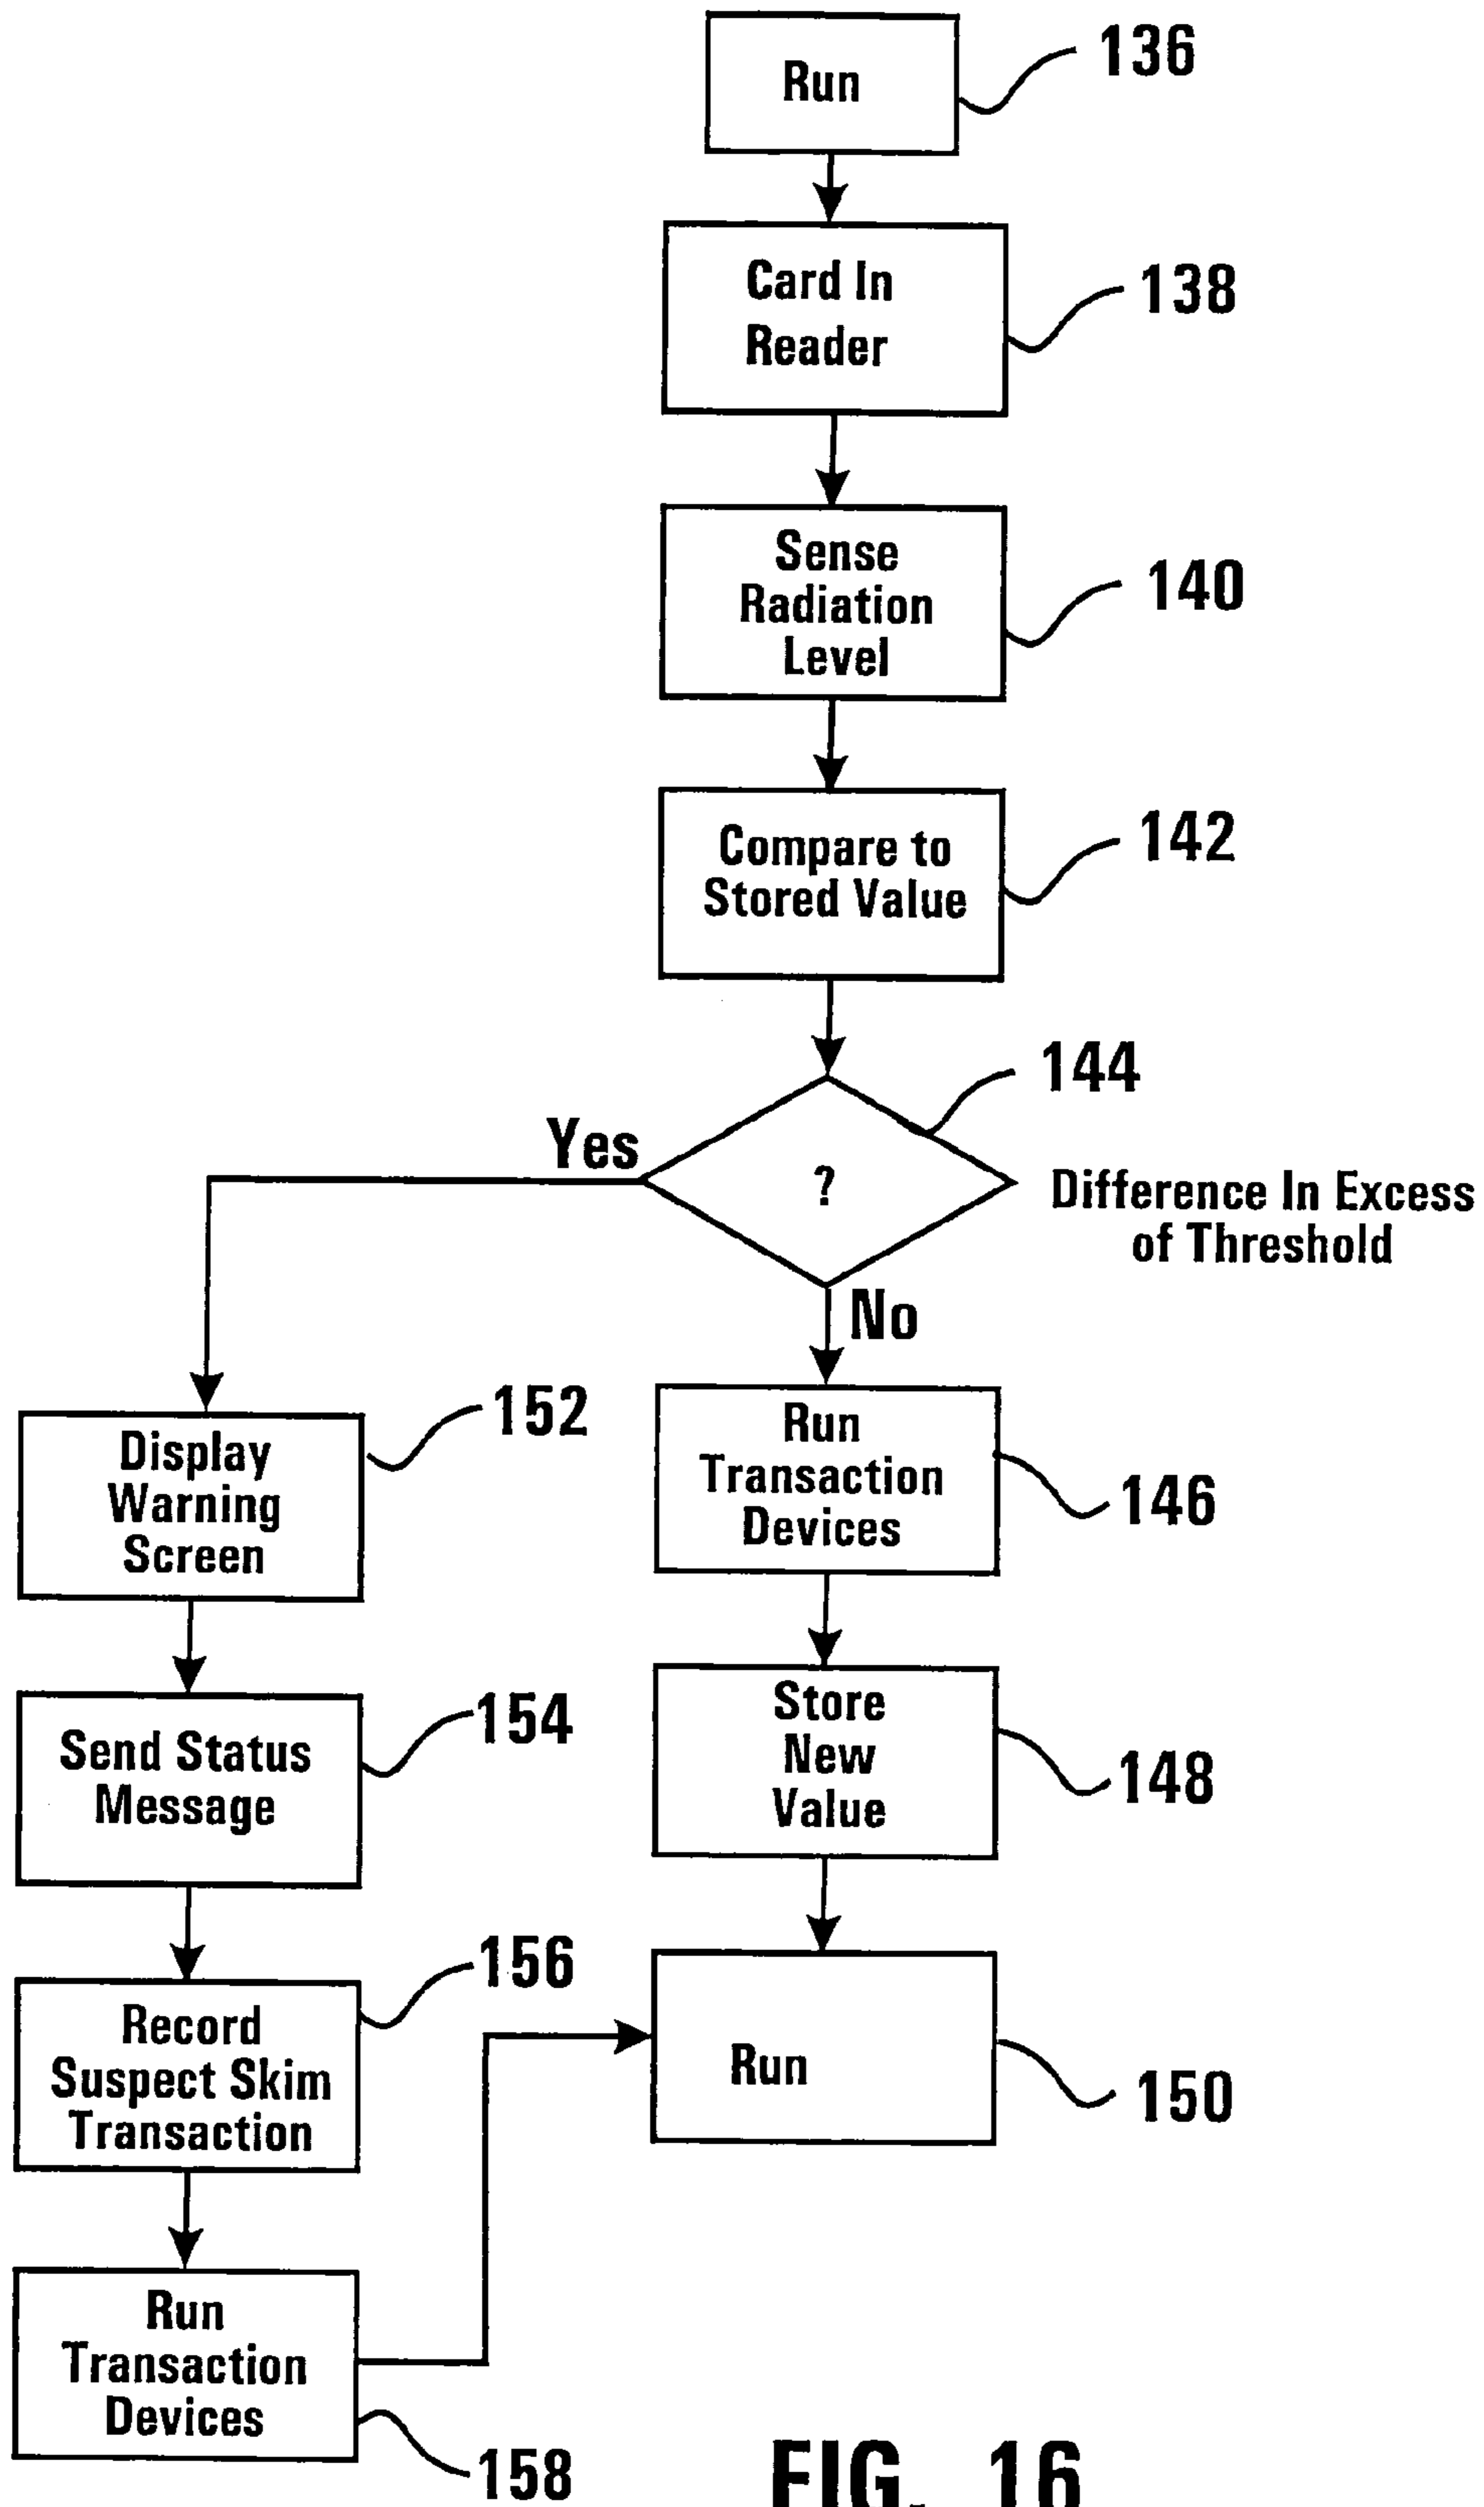 Run
136
Card In
Reader
138
Sense
Radiation
Level
140
Compare to
Stored Value
142
144
Yes
?
Difference In Excess
of Threshold
No
Display
Warning
Screen
152
Run
Transaction
Devices
146
Send Status
Message
154
Store
New
Value
148
Record
Suspect Skim
Transaction
156
Run
150
Run
Transaction
Devices
158
FIG. 16